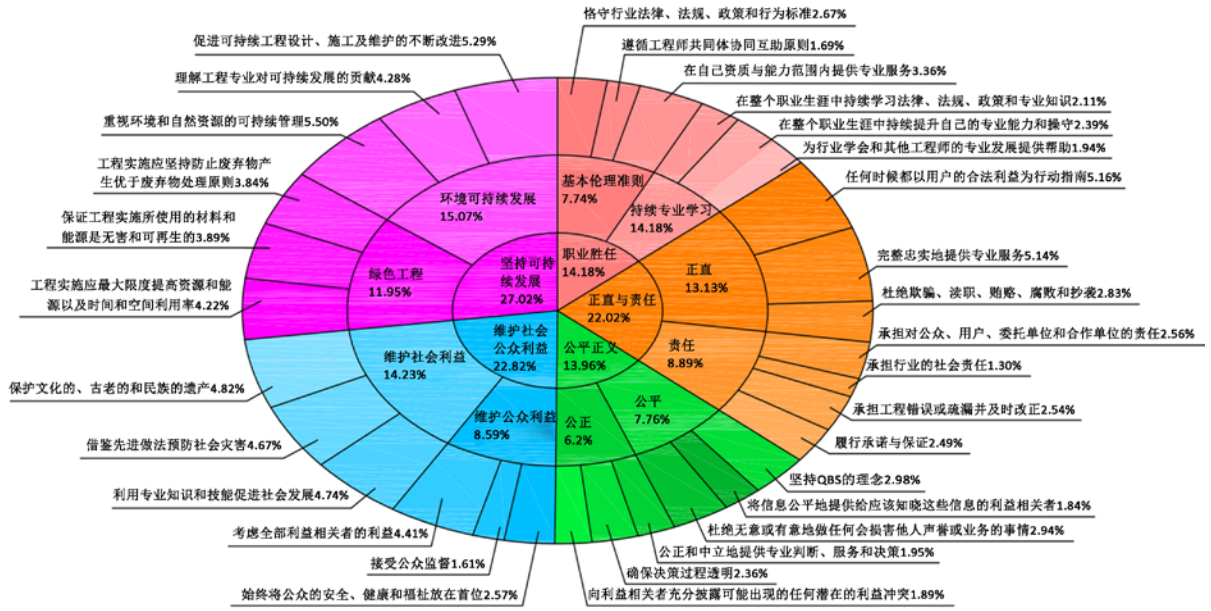 恪守行业法律、法规、政策和行为标准2.67%
遵循工程师共同体协同互助原则1.69%
在自己资质与能力范围内提供专业服务3.36%
在整个职业生涯中持续学习法律、法规、政策和专业知识2.11%
在整个职业生涯中持续提升自己的专业能力和操守2.39%
为行业学会和其他工程师的专业发展提供帮助1.94%
任何时候都以用户的合法利益为行动指南5.16%
完整忠实地提供专业服务5.14%
杜绝欺骗、渎职、贿赂、腐败和抄袭2.83%
承担对公众、用户、委托单位和合作单位的责任2.56%
承担行业的社会责任1.30%
承担工程错误或疏漏并及时改正2.54%
履行承诺与保证2.49%
坚持QBS的理念2.98%
将信息公平地提供给应该知晓这些信息的利益相关者1.84%
杜绝无意或有意地做任何会损害他人声誉或业务的事情2.94%
公正和中立地提供专业判断、服务和决策1.95%
确保决策过程透明2.36%
向利益相关者充分披露可能出现的任何潜在的利益冲突1.89%
始终将公众的安全、健康和福祉放在首位2.57%
接受公众监督1.61%
考虑全部利益相关者的利益4.41%
利用专业知识和技能促进社会发展4.74%
借鉴先进做法预防社会灾害4.67%
保护文化的、古老的和民族的遗产4.82%
工程实施应最大限度提高资源和能
源以及时间和空间利用率4.22%
保证工程实施所使用的材料和
能源是无害和可再生的3.89%
工程实施应坚持防止废弃物产
生优于废弃物处理原则3.84%
重视环境和自然资源的可持续管理5.50%
理解工程专业对可持续发展的贡献4.28%
促进可持续工程设计、施工及维护的不断改进5.29%
基本伦理准则
7.74%
持续专业学习
14.18%
正直
13.13%
责任
8.89%
公平
7.76%
公正
6.2%
维护公众利益
8.59%
维护社会利益
14.23%
绿色工程
11.95%
环境可持续发展
15.07%
职业胜任
14.18%
正直与责任
22.02%
公平正义
13.96%
维护社会
公众利益
22.82%
坚持可持
续发展
27.02%